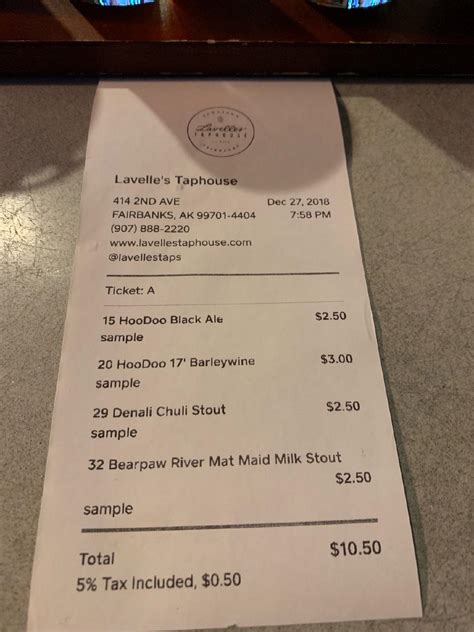 Lavelle's
TAPHOUSE
Lavelle's Taphouse
414 2ND AVE Dec 27, 2018
FAIRBANKS, AK 99701-4404 7:58 PM
(907) 888-2220
www.lavellestaphouse.com
@lavellestaps
Ticket: A
15 HooDoo Black Ale $2.50
sample
20 HooDoo 17' Barleywine $3.00
sample
29 Denali Chuli Stout $2.50
sample
32 Bearpaw River Mat Maid Milk Stout
$2.50
sample
Total $10.50
5% Tax Included, $0.50